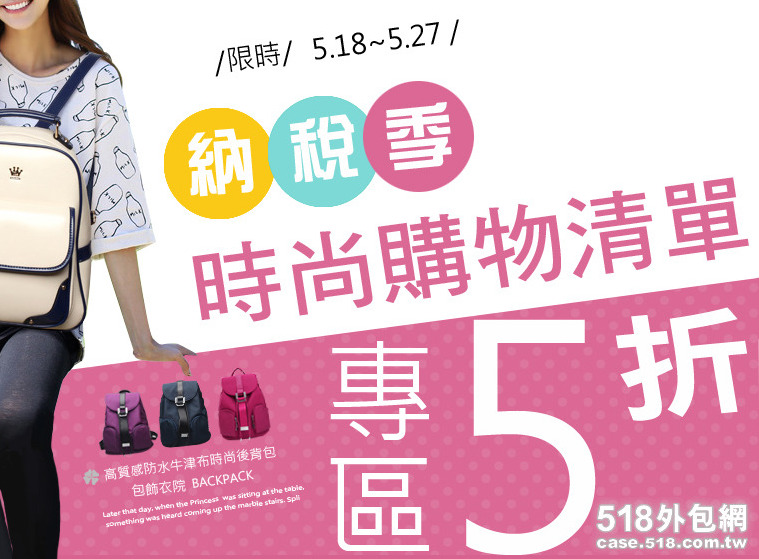 /限時/ 5.18~5.27 /
納稅季
時尚購物清單
專區
5折
高質感防水牛津布時尚後背包
包飾衣院 BACKPACK
Later that day, when the Princess was sitting at the table,
something was heard coming up the marble stairs. Spli
518外包網
case.518.com.tw